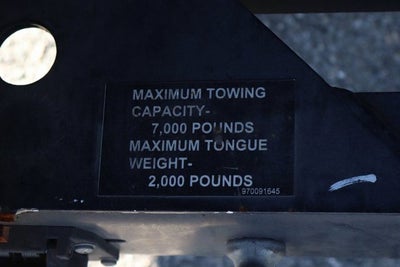 MAXIMUM TOWING
CAPACITY-
7,000 POUNDS
MAXIMUM TONGUE
WEIGHT-
2,000 POUNDS
970091645